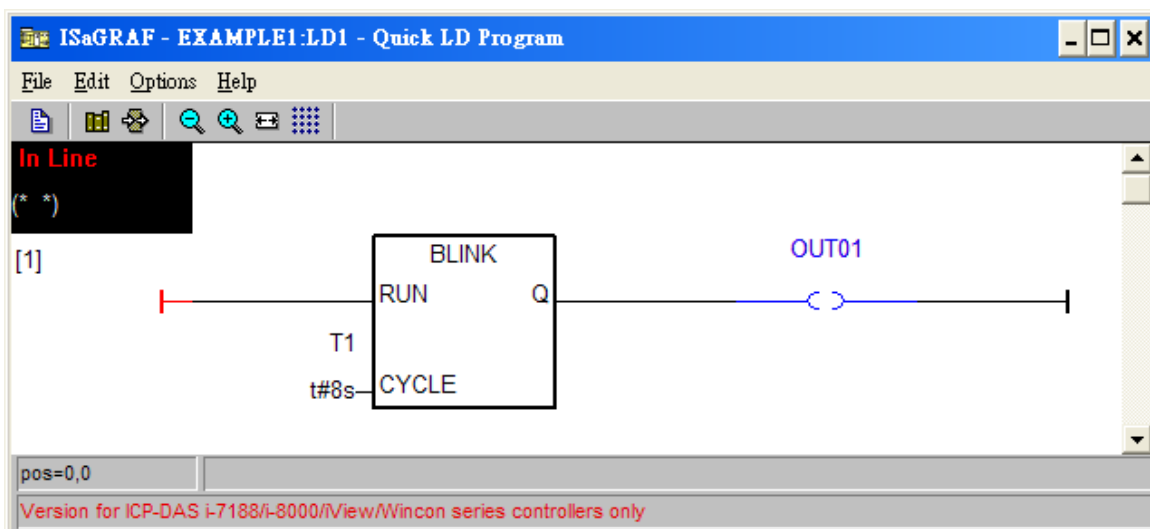 ISaGRAF - EXAMPLE1:LD1 - Quick LD Program
File Edit Options Help
In Line
(* *)
[1]
BLINK
OUT01
RUN Q
T1
t#8s CYCLE
pos=0,0
Version for ICP-DAS i-7188/i-8000/iView/Wincon series controllers only